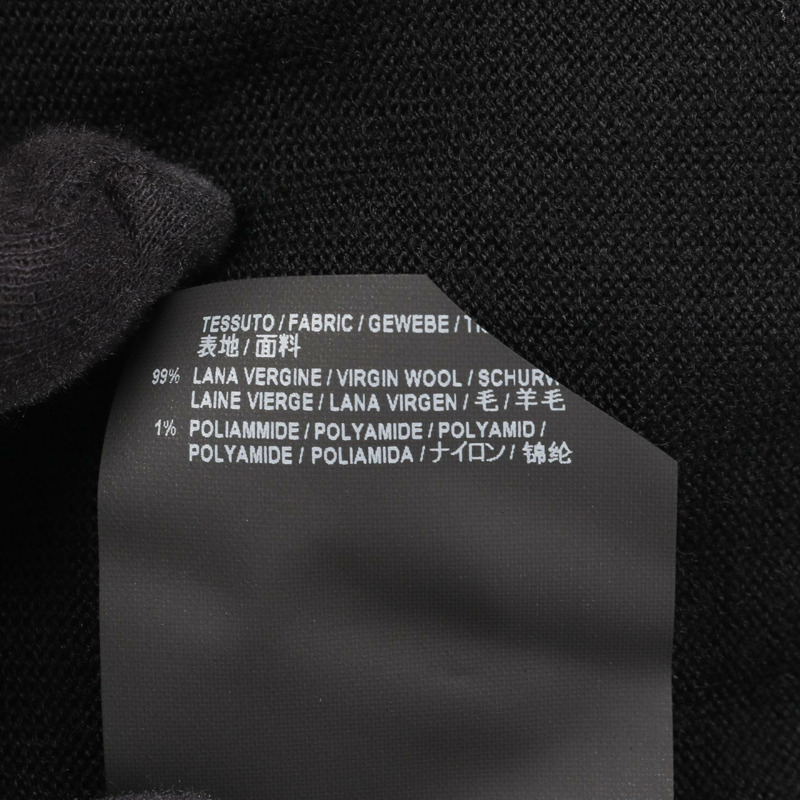 TESSUTO / FABRIC / GEWEBE /
表地 / 面料
99% LANA VERGINE / VIRGIN WOOL /
LAINE VIERGE / LANA VIRGEN / 毛 / 羊毛
1% POLIAMMIDE / POLYAMIDE / POLYAMID /
POLYAMIDE / POLIAMIDA / ナイロン / 锦纶